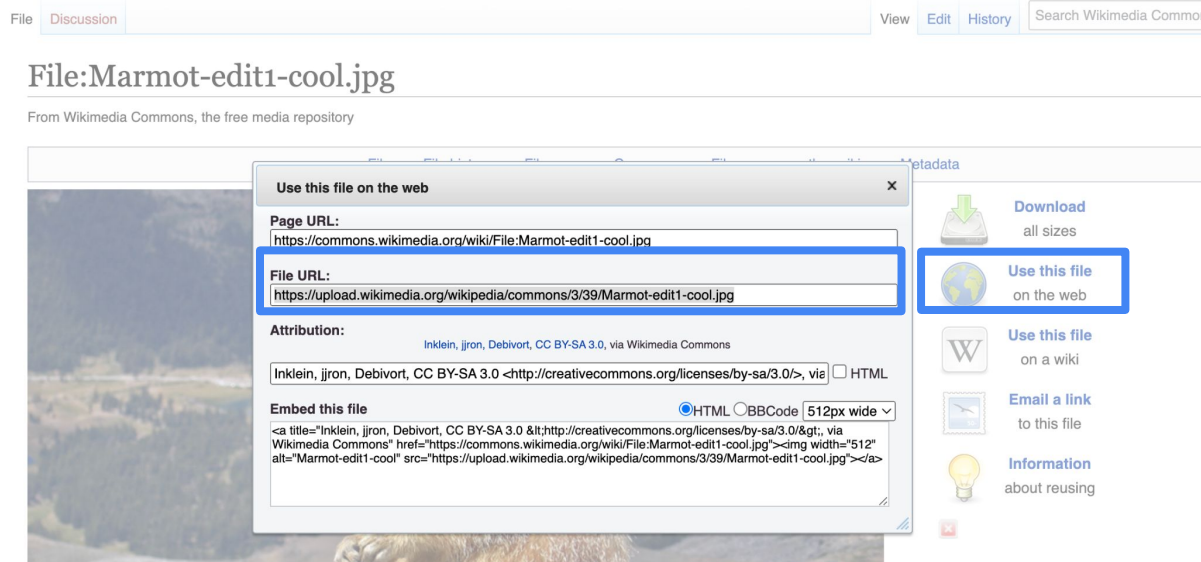 File Discussion View Edit History Search Wikimedia Commo
File:Marmot-edit1-cool.jpg
From Wikimedia Commons, the free media repository
Metadata
Use this file on the web x
Page URL:
https://commons.wikimedia.org/wiki/File:Marmot-edit1-cool.jpg
File URL:
https://upload.wikimedia.org/wikipedia/commons/3/39/Marmot-edit1-cool.jpg
Attribution:
Inklein, jjron, Debivort, CC BY-SA 3.0, via Wikimedia Commons
Inklein, jjron, Debivort, CC BY-SA 3.0 <http://creativecommons.org/licenses/by-sa/3.0/>, via HTML
Embed this file HTML BBCode 512px wide
<a title="Inklein, jjron, Debivort, CC BY-SA 3.0 &lt;http://creativecommons.org/licenses/by-sa/3.0/&gt;, via
Wikimedia Commons" href="https://commons.wikimedia.org/wiki/File:Marmot-edit1-cool.jpg"><img width="512"
alt="Marmot-edit1-cool" src="https://upload.wikimedia.org/wikipedia/commons/3/39/Marmot-edit1-cool.jpg"></a>
Download
all sizes
Use this file
on the web
W
Use this file
on a wiki
Email a link
to this file
Information
about reusing